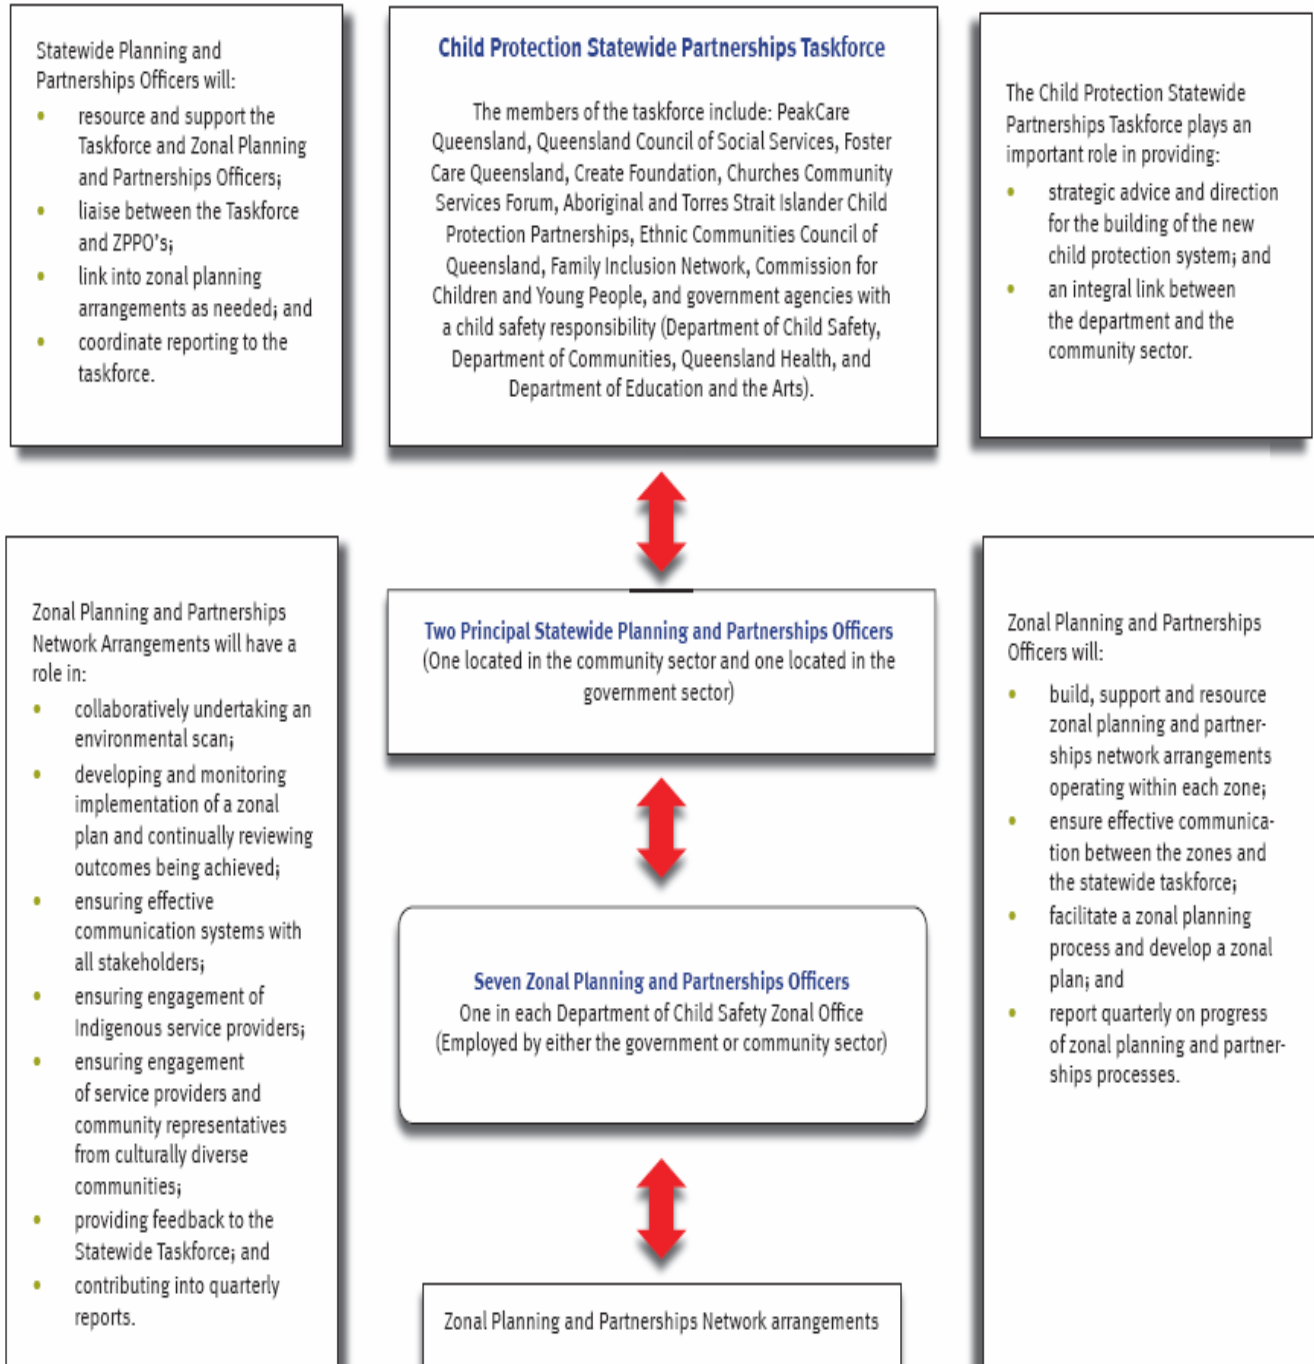 Statewide Planning and
Partnerships Officers will:
• resource and support the
Taskforce and Zonal Planning
and Partnerships Officers;
• liaise between the Taskforce
and ZPPO's;
• link into zonal planning
arrangements as needed; and
• coordinate reporting to the
taskforce.
Child Protection Statewide Partnerships Taskforce
The members of the taskforce include: PeakCare
Queensland, Queensland Council of Social Services, Foster
Care Queensland, Create Foundation, Churches Community
Services Forum, Aboriginal and Torres Strait Islander Child
Protection Partnerships, Ethnic Communities Council of
Queensland, Family Inclusion Network, Commission for
Children and Young People, and government agencies with
a child safety responsibility (Department of Child Safety,
Department of Communities, Queensland Health, and
Department of Education and the Arts).
The Child Protection Statewide
Partnerships Taskforce plays an
important role in providing:
• strategic advice and direction
for the building of the new
child protection system; and
• an integral link between
the department and the
community sector.
Zonal Planning and Partnerships
Network Arrangements will have a
role in:
• collaboratively undertaking an
environmental scan;
• developing and monitoring
implementation of a zonal
plan and continually reviewing
outcomes being achieved;
• ensuring effective
communication systems with
all stakeholders;
• ensuring engagement of
Indigenous service providers;
• ensuring engagement
of service providers and
community representatives
from culturally diverse
communities;
• providing feedback to the
Statewide Taskforce; and
• contributing into quarterly
reports.
Two Principal Statewide Planning and Partnerships Officers
(One located in the community sector and one located in the
government sector)
Seven Zonal Planning and Partnerships Officers
One in each Department of Child Safety Zonal Office
(Employed by either the government or community sector)
Zonal Planning and Partnerships Network arrangements
Zonal Planning and Partnerships
Officers will:
• build, support and resource
zonal planning and partner-
ships network arrangements
operating within each zone;
• ensure effective communica-
tion between the zones and
the statewide taskforce;
• facilitate a zonal planning
process and develop a zonal
plan; and
• report quarterly on progress
of zonal planning and partner-
ships processes.